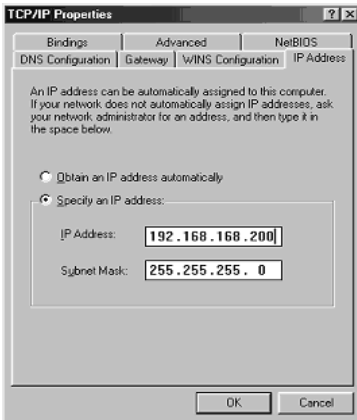 TCP/IP Properties
Bindings Advanced NetBIOS
DNS Configuration Gateway WINS Configuration IP Address
An IP address can be automatically assigned to this computer.
If your network does not automatically assign IP addresses, ask
your network administrator for an address, and then type it in
the space below.
Obtain an IP address automatically
Specify an IP address:
IP Address: 192.168.168.200
Subnet Mask: 255.255.255. 0
OK Cancel